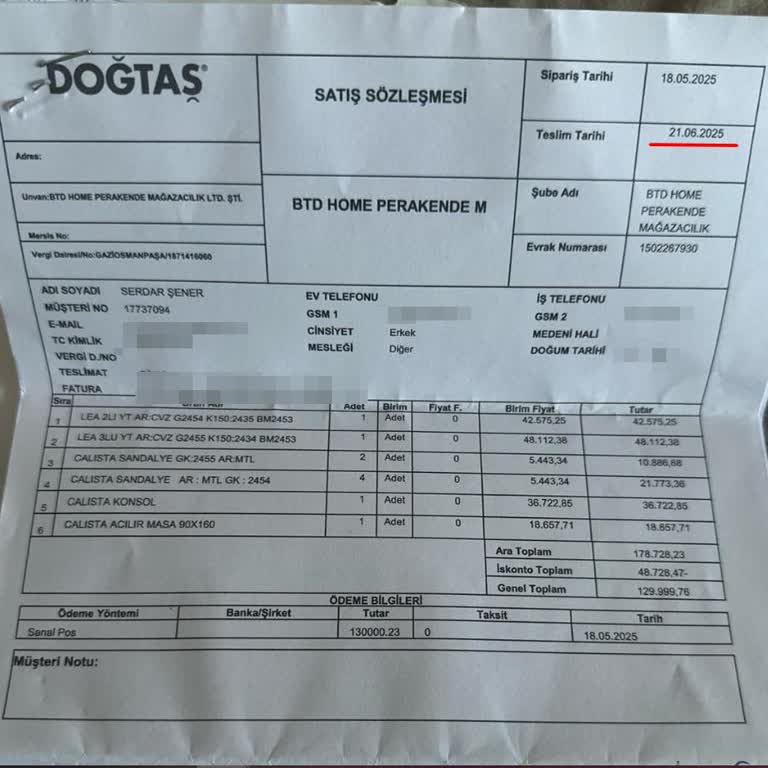 DOĞTAŞ®
SATIŞ SÖZLEŞMESİ
Sipariş Tarihi 18.05.2025
Teslim Tarihi 21.06.2025
Adres:
Unvan:BTD HOME PERAKENDE MAĞAZACILIK LTD. ŞTİ.
BTD HOME PERAKENDE M
Şube Adı BTD HOME
PERAKENDE
MAĞAZACILIK
Mersis No:
Vergi Dairesi/No:GAZİOSMANPAŞA/1871416060
Evrak Numarası 1502267930
ADI SOYADI SERDAR ŞENER EV TELEFONU İŞ TELEFONU
MÜŞTERİ NO 17737094 GSM 1 GSM 2
E-MAIL CİNSİYET Erkek MEDENİ HALİ
TC KİMLİK MESLEĞİ Diğer DOĞUM TARİHİ
VERGİ D./NO
TESLİMAT
FATURA
Sıra Adet Birim Fiyat F. Birim Fiyat Tutar
1 LEA 2LI YT AR:CVZ G2454 K150:2435 BM2453 1 Adet 0 42.575,25 42.575,25
2 LEA 3LU YT AR:CVZ G2455 K150:2434 BM2453 1 Adet 0 48.112,38 48.112,38
3 CALISTA SANDALYE GK:2455 AR:MTL 2 Adet 0 5.443,34 10.886,68
4 CALISTA SANDALYE AR : MTL GK : 2454 4 Adet 0 5.443,34 21.773,36
5 CALISTA KONSOL 1 Adet 0 36.722,85 36.722,85
6 CALISTA ACILIR MASA 90X160 1 Adet 0 18.657,71 18.657,71
Ara Toplam 178.728,23
İskonto Toplam 48.728,47-
Genel Toplam 129.999,76
ÖDEME BİLGİLERİ
Ödeme Yöntemi Banka/Şirket Tutar Taksit Tarih
Sanal Pos 130000.23 0 18.05.2025
Müşteri Notu: